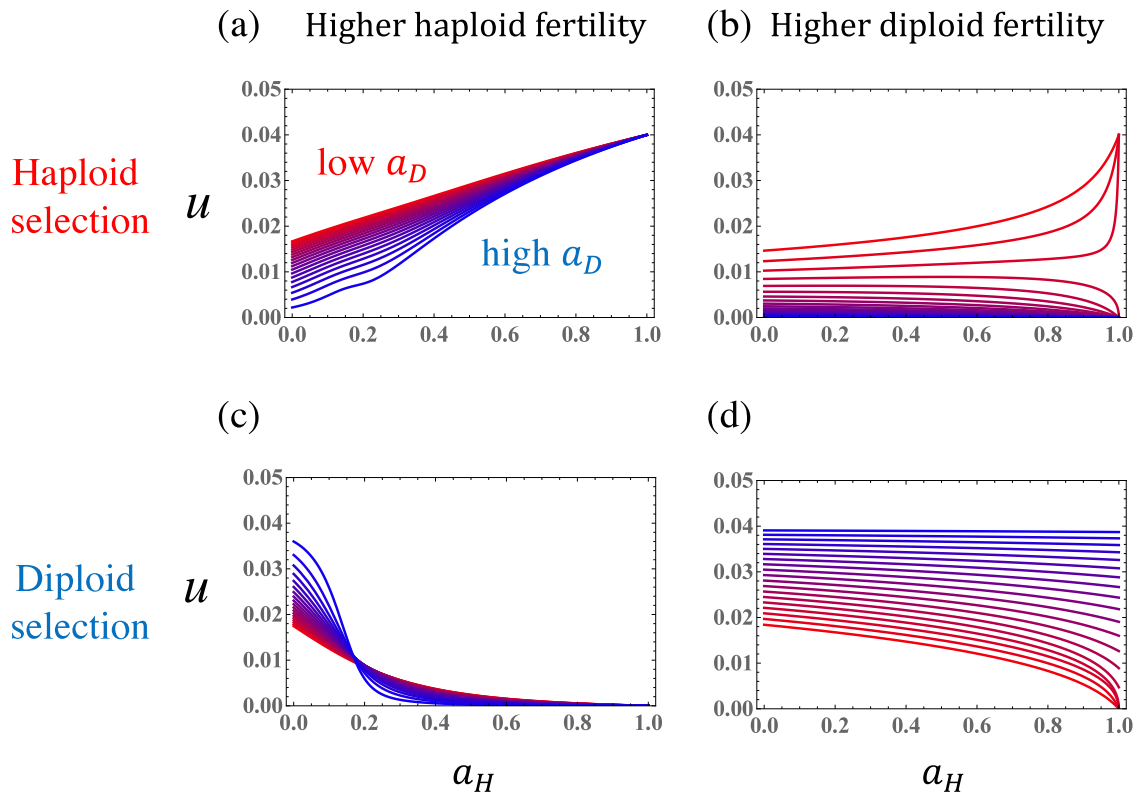 (a) Higher haploid fertility
(b) Higher diploid fertility
Haploid
selection
u
0.05
0.04
0.03
0.02
0.01
0.00
low a_D
high a_D
0.0 0.2 0.4 0.6 0.8 1.0
0.05
0.04
0.03
0.02
0.01
0.00
0.0 0.2 0.4 0.6 0.8 1.0
(c)
(d)
Diploid
selection
u
0.05
0.04
0.03
0.02
0.01
0.00
0.0 0.2 0.4 0.6 0.8 1.0
0.05
0.04
0.03
0.02
0.01
0.00
0.0 0.2 0.4 0.6 0.8 1.0
a_H
a_H